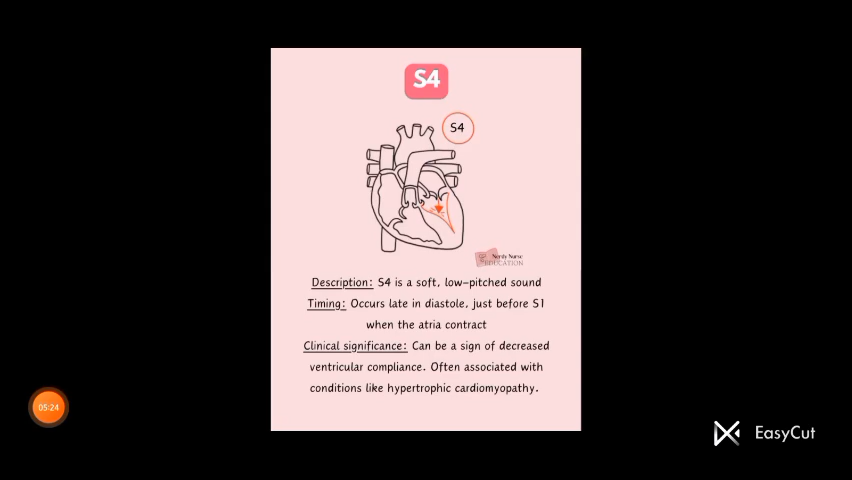 S4
S4
Nerdy Nurse
EDUCATION
Description: S4 is a soft, low-pitched sound
Timing: Occurs late in diastole, just before S1
when the atria contract
Clinical significance: Can be a sign of decreased
ventricular compliance. Often associated with
conditions like hypertrophic cardiomyopathy.
05:24
EasyCut